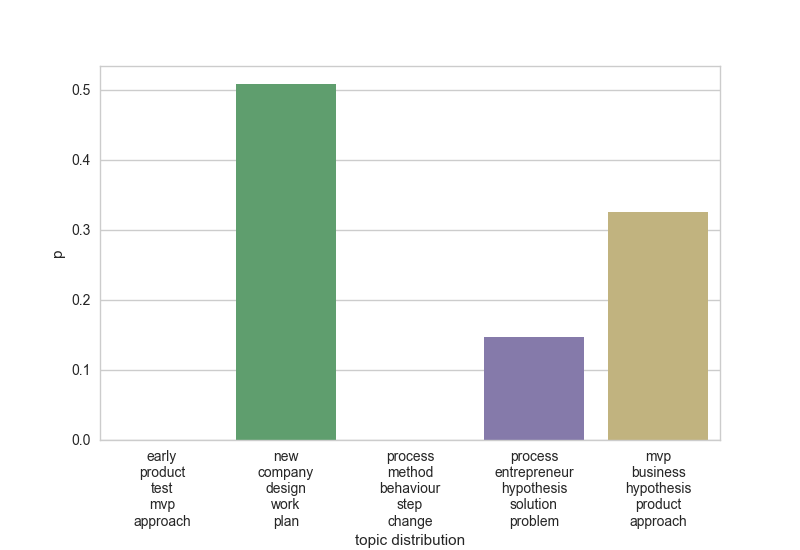 0.5
0.4
0.3
0.2
0.1
0.0
p
early product test mvp approach
new company design work plan
process method behaviour step change
process entrepreneur hypothesis solution problem
mvp business hypothesis product approach
topic distribution